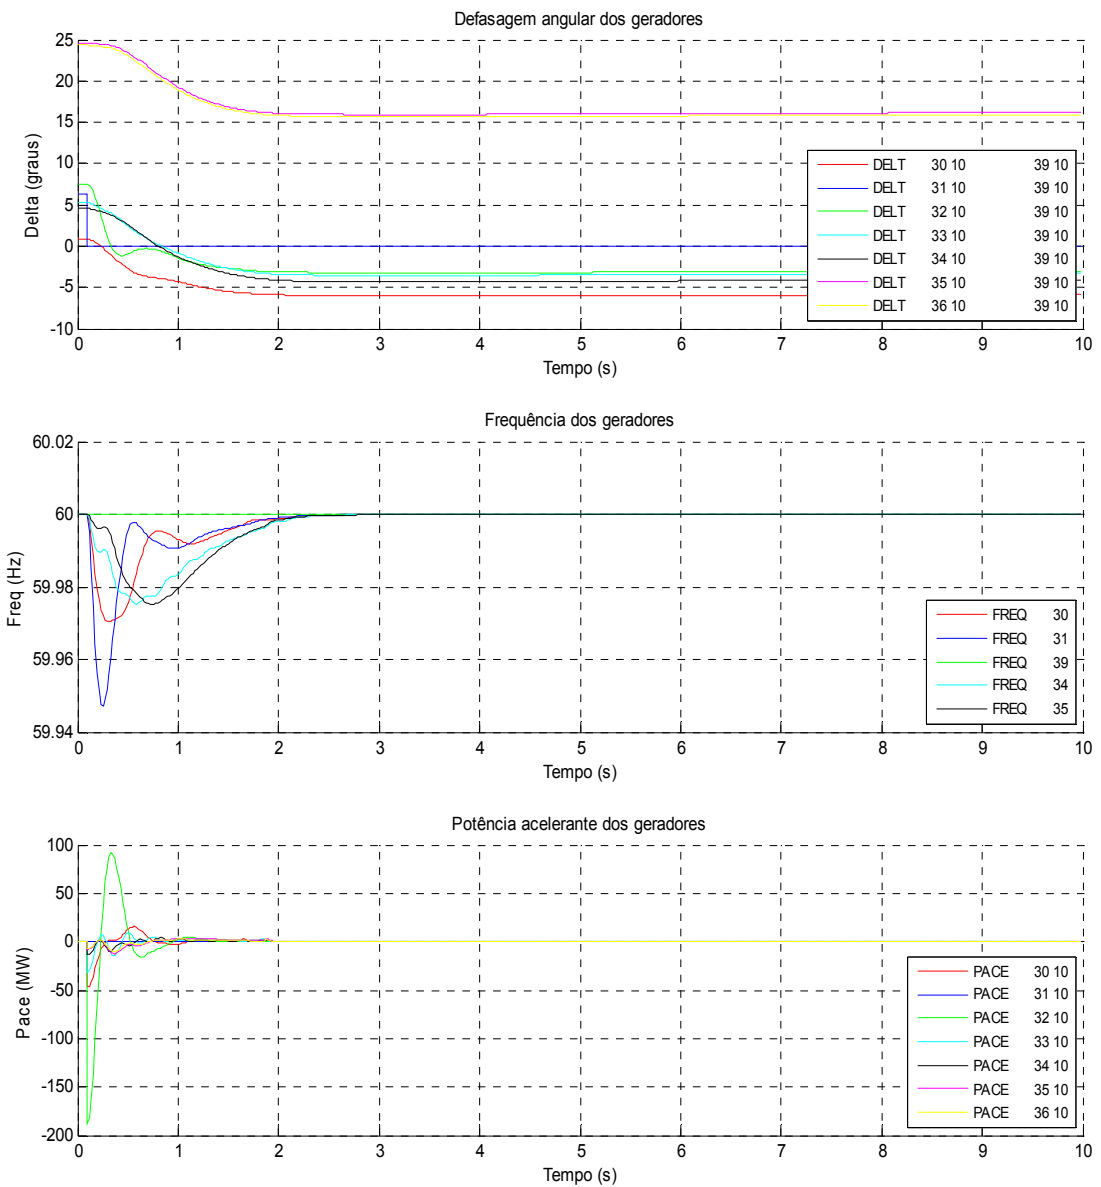 Defasagem angular dos geradores
25
20
15
10
5
0
-5
-10
Delta (graus)
DELT 30 10 39 10
DELT 31 10 39 10
DELT 32 10 39 10
DELT 33 10 39 10
DELT 34 10 39 10
DELT 35 10 39 10
DELT 36 10 39 10
0 1 2 3 4 5 6 7 8 9 10
Tempo (s)
Frequência dos geradores
60.02
60
59.98
59.96
59.94
Freq (Hz)
FREQ 30
FREQ 31
FREQ 39
FREQ 34
FREQ 35
0 1 2 3 4 5 6 7 8 9 10
Tempo (s)
Potência acelerante dos geradores
100
50
0
-50
-100
-150
-200
Pace (MW)
PACE 30 10
PACE 31 10
PACE 32 10
PACE 33 10
PACE 34 10
PACE 35 10
PACE 36 10
0 1 2 3 4 5 6 7 8 9 10
Tempo (s)